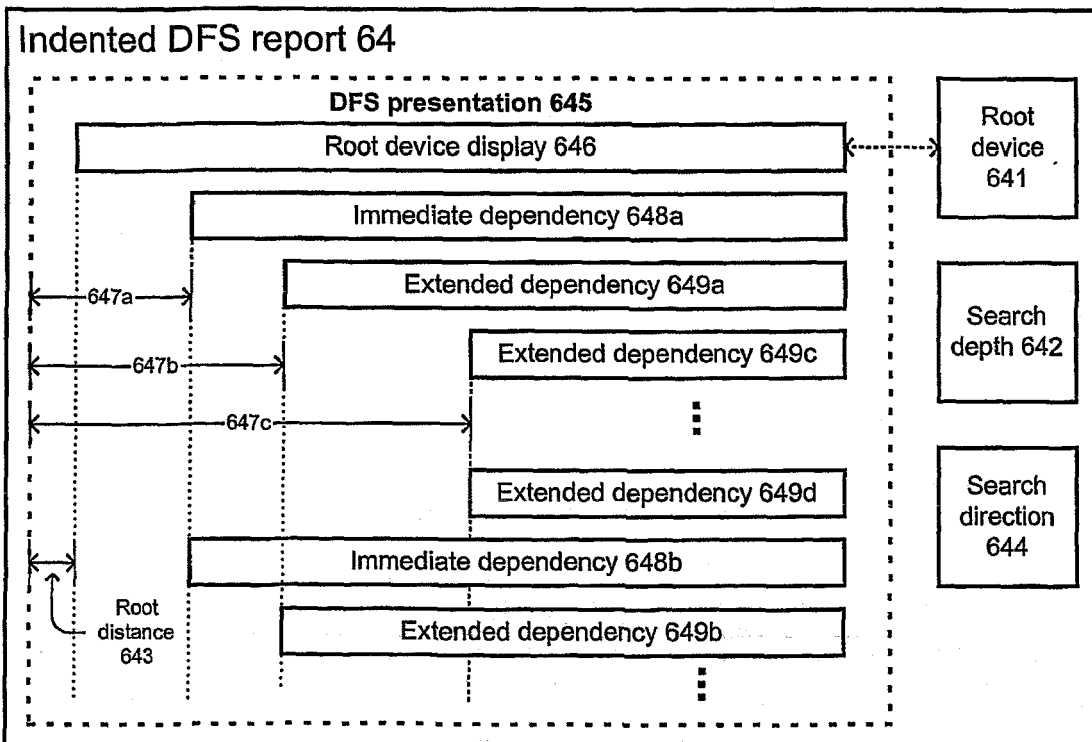 Indented DFS report 64
DFS presentation 645
Root device display 646
Root
device
641
Immediate dependency 648a
647a
Extended dependency 649a
Search
depth 642
647b
Extended dependency 649c
647c
Extended dependency 649d
Search
direction
644
Immediate dependency 648b
Root
distance
643
Extended dependency 649b